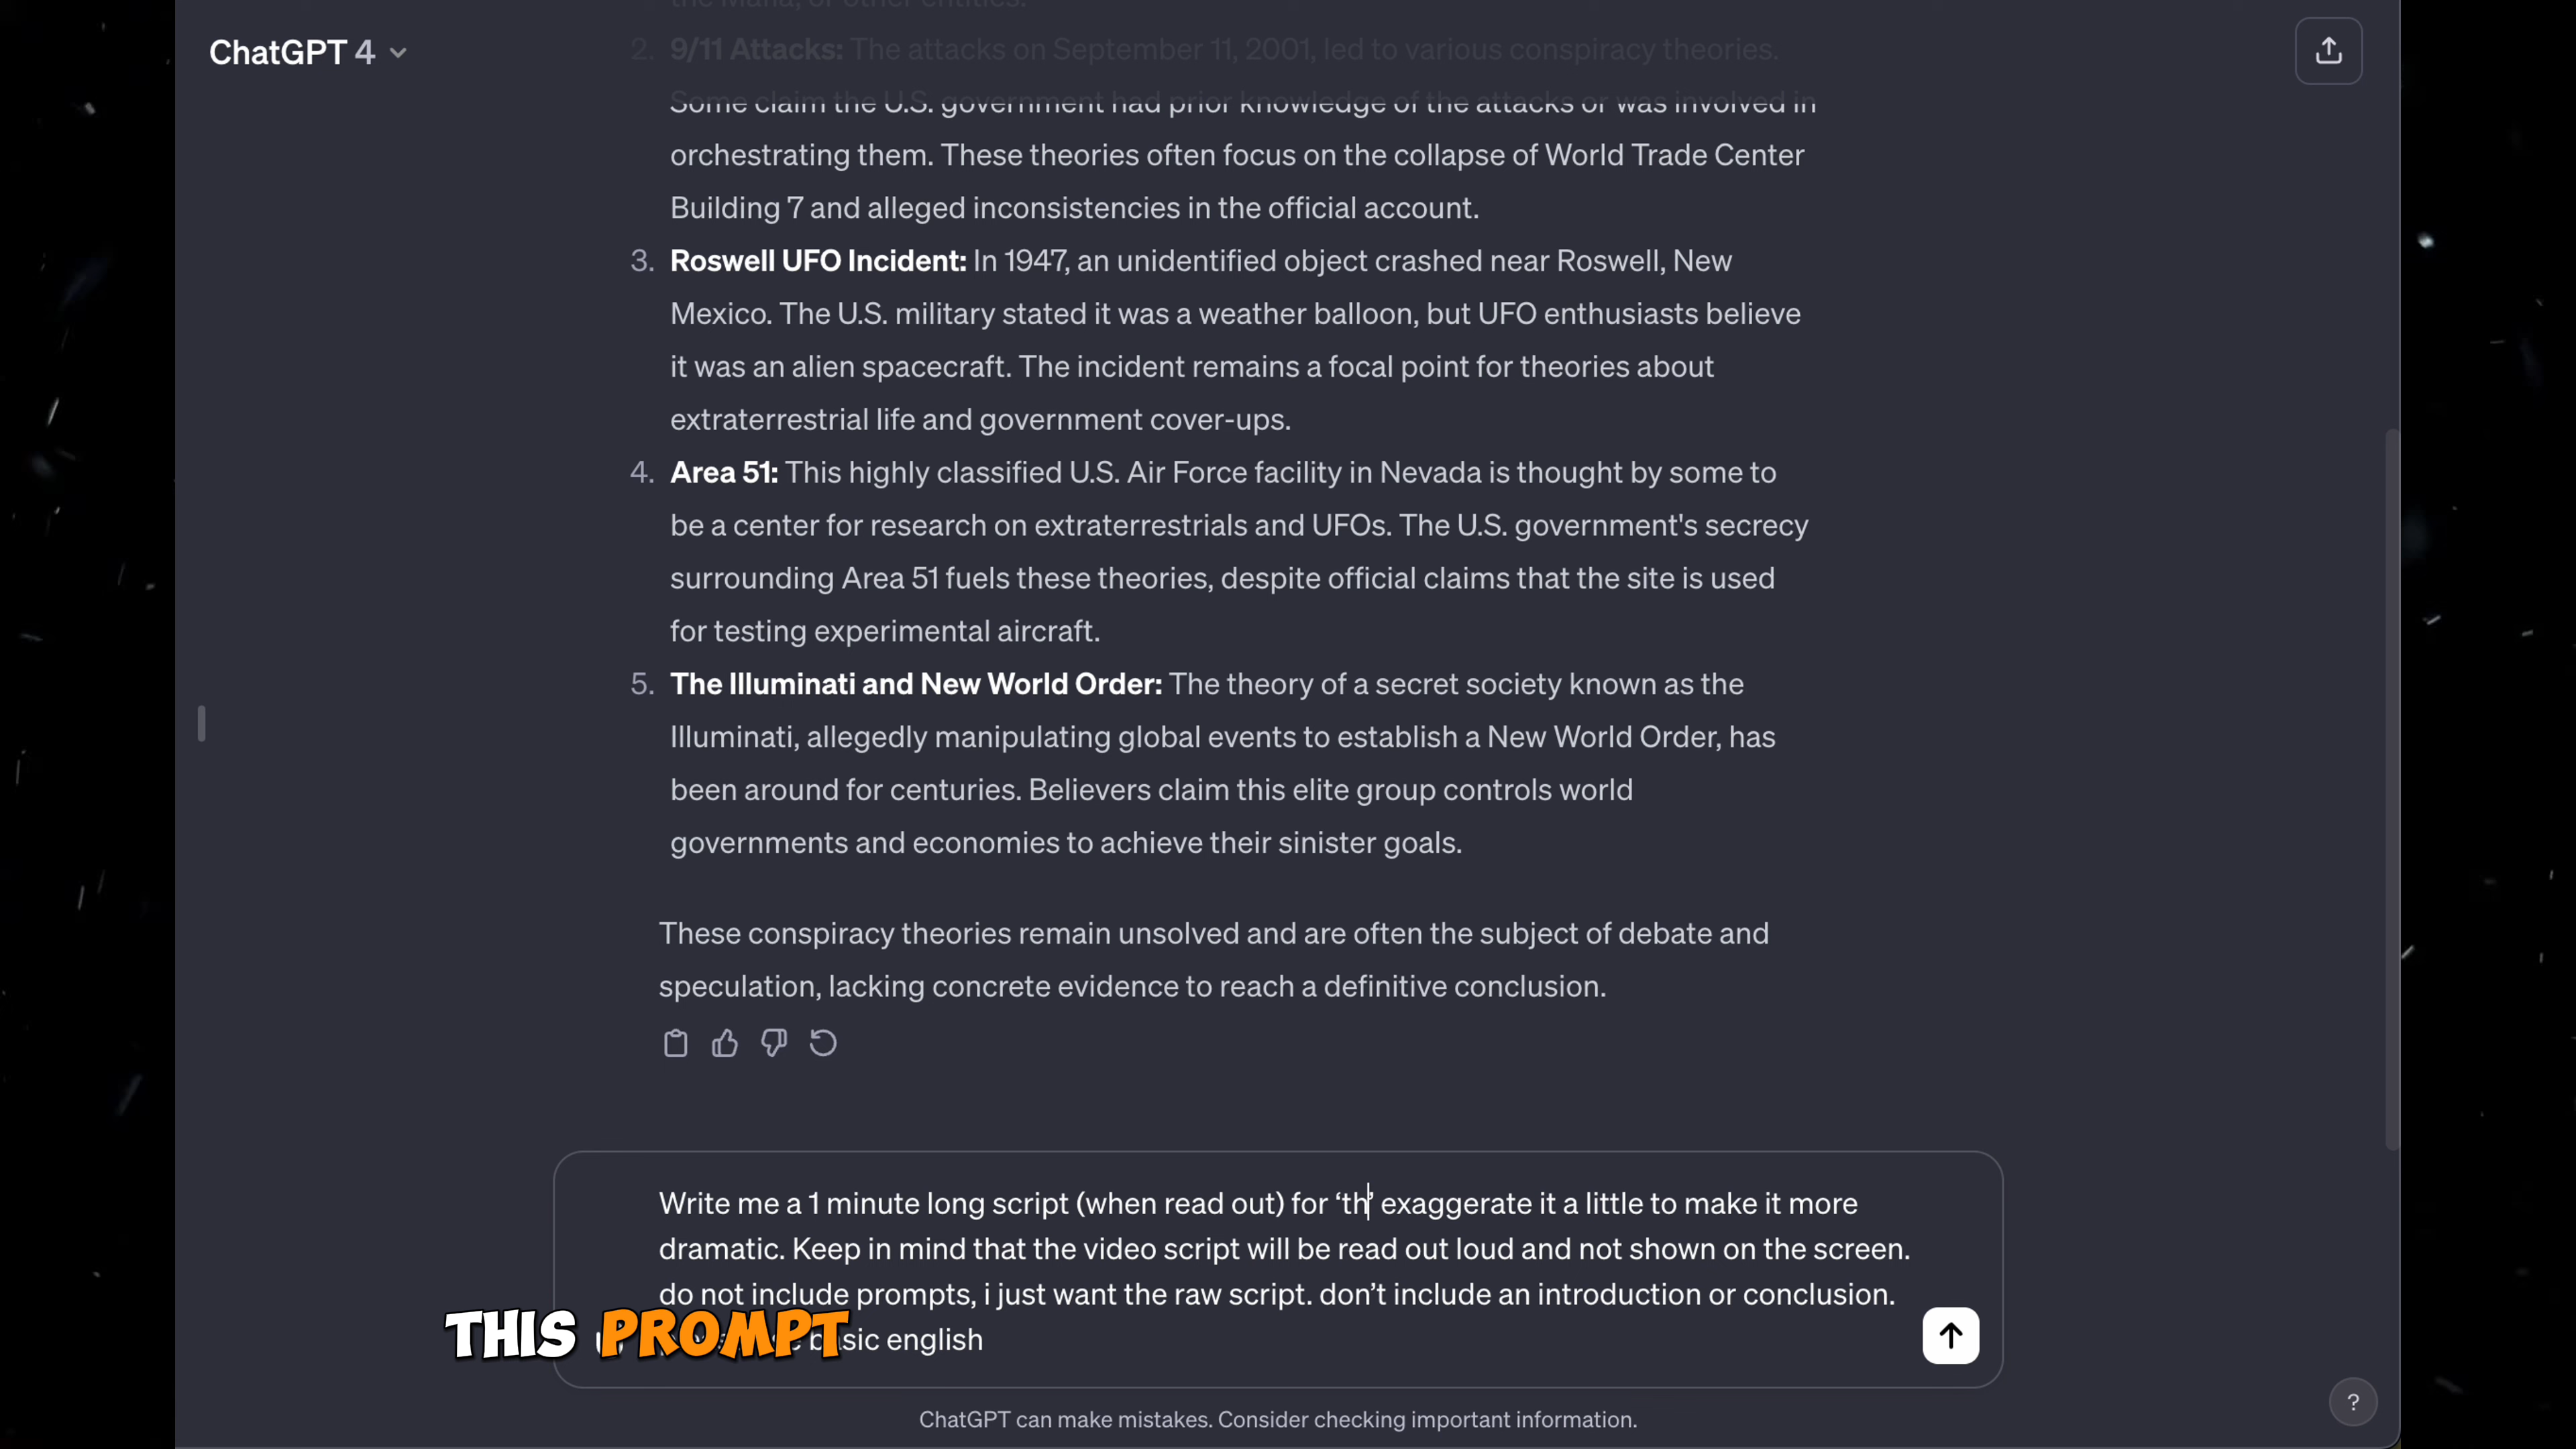 ChatGPT 4
the Mafia, or other entities.
2. 9/11 Attacks: The attacks on September 11, 2001, led to various conspiracy theories.
Some claim the U.S. government had prior knowledge of the attacks or was involved in
orchestrating them. These theories often focus on the collapse of World Trade Center
Building 7 and alleged inconsistencies in the official account.
3. Roswell UFO Incident: In 1947, an unidentified object crashed near Roswell, New
Mexico. The U.S. military stated it was a weather balloon, but UFO enthusiasts believe
it was an alien spacecraft. The incident remains a focal point for theories about
extraterrestrial life and government cover-ups.
4. Area 51: This highly classified U.S. Air Force facility in Nevada is thought by some to
be a center for research on extraterrestrials and UFOs. The U.S. government's secrecy
surrounding Area 51 fuels these theories, despite official claims that the site is used
for testing experimental aircraft.
5. The Illuminati and New World Order: The theory of a secret society known as the
Illuminati, allegedly manipulating global events to establish a New World Order, has
been around for centuries. Believers claim this elite group controls world
governments and economies to achieve their sinister goals.
These conspiracy theories remain unsolved and are often the subject of debate and
speculation, lacking concrete evidence to reach a definitive conclusion.
Write me a 1 minute long script (when read out) for ‘th’ exaggerate it a little to make it more
dramatic. Keep in mind that the video script will be read out loud and not shown on the screen.
do not include prompts, i just want the raw script. don’t include an introduction or conclusion.
basic english
THIS PROMPT
ChatGPT can make mistakes. Consider checking important information.
?